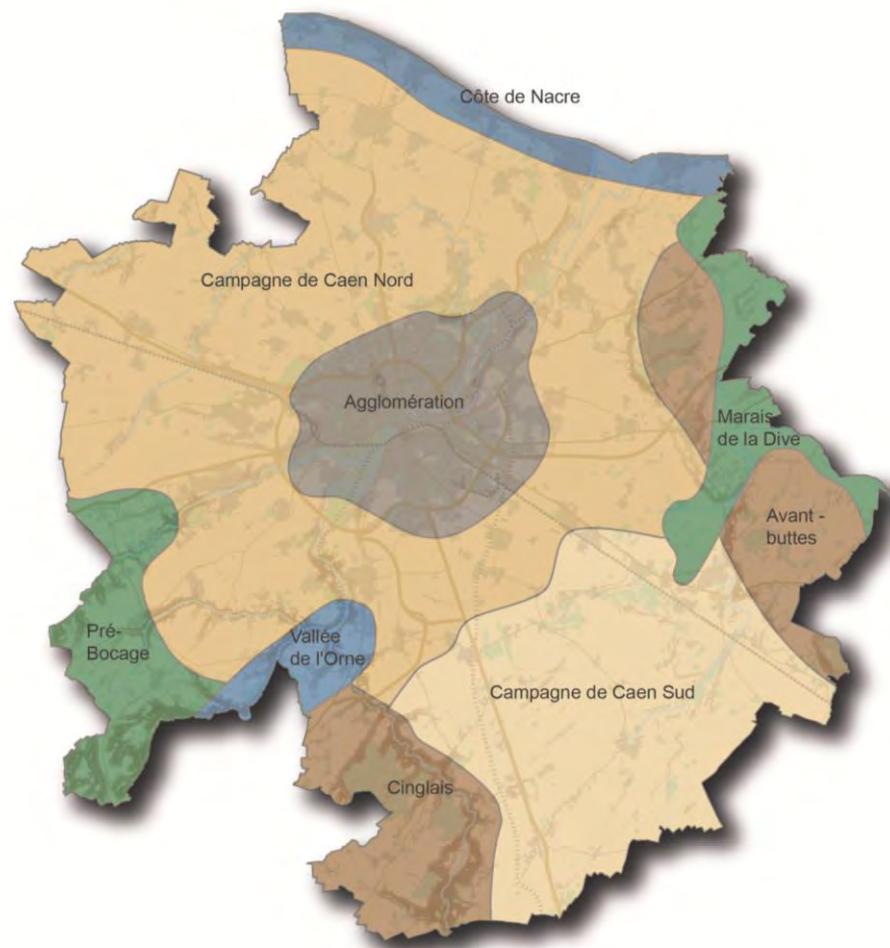 Côte de Nacre
Campagne de Caen Nord
Agglomération
Marais
de la Dive
Avant -
buttes
Pré-
Bocage
Vallée
de l'Orne
Campagne de Caen Sud
Cinglais